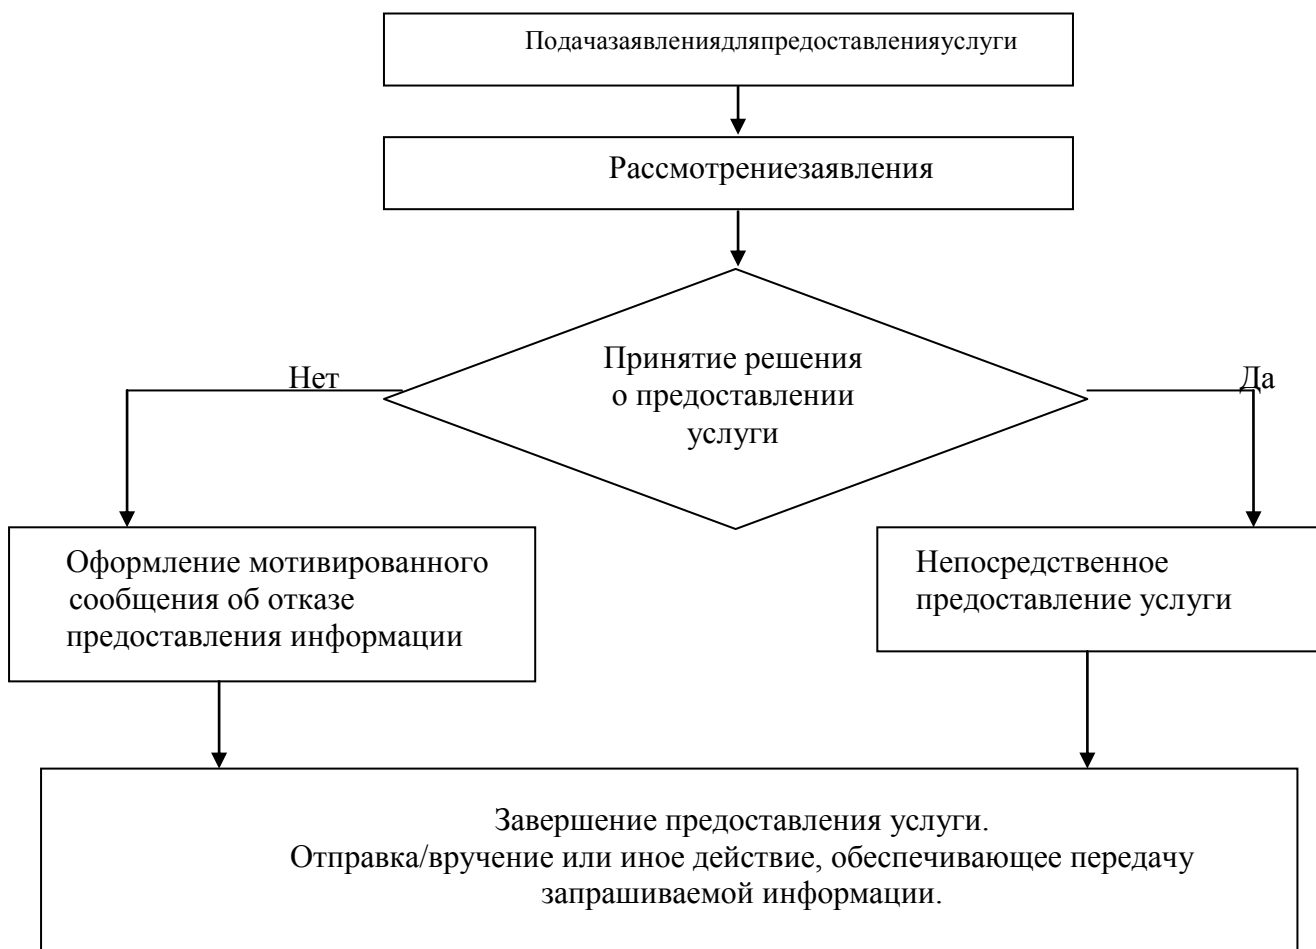 Подачазаявлениядляпредоставленияуслуги
Рассмотрениезаявления
Принятие решения
о предоставлении
услуги
Нет
Да
Оформление мотивированного
сообщения об отказе
предоставления информации
Непосредственное
предоставление услуги
Завершение предоставления услуги.
Отправка/вручение или иное действие, обеспечивающее передачу
запрашиваемой информации.